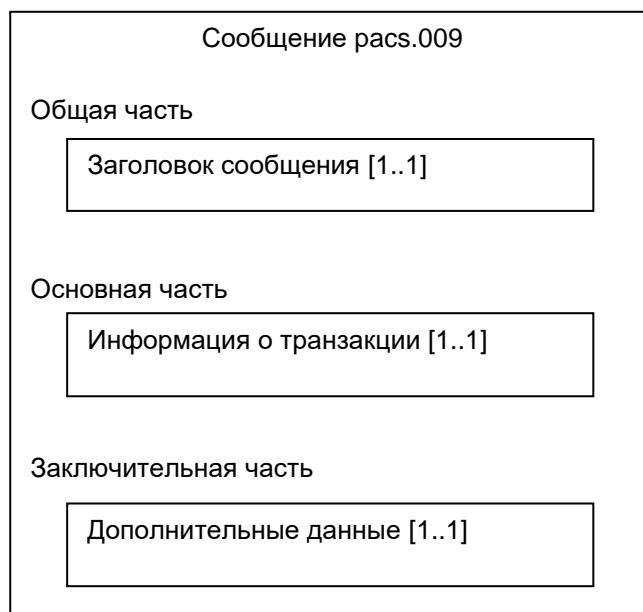 Сообщение pacs.009
Общая часть
Заголовок сообщения [1..1]
Основная часть
Информация о транзакции [1..1]
Заключительная часть
Дополнительные данные [1..1]